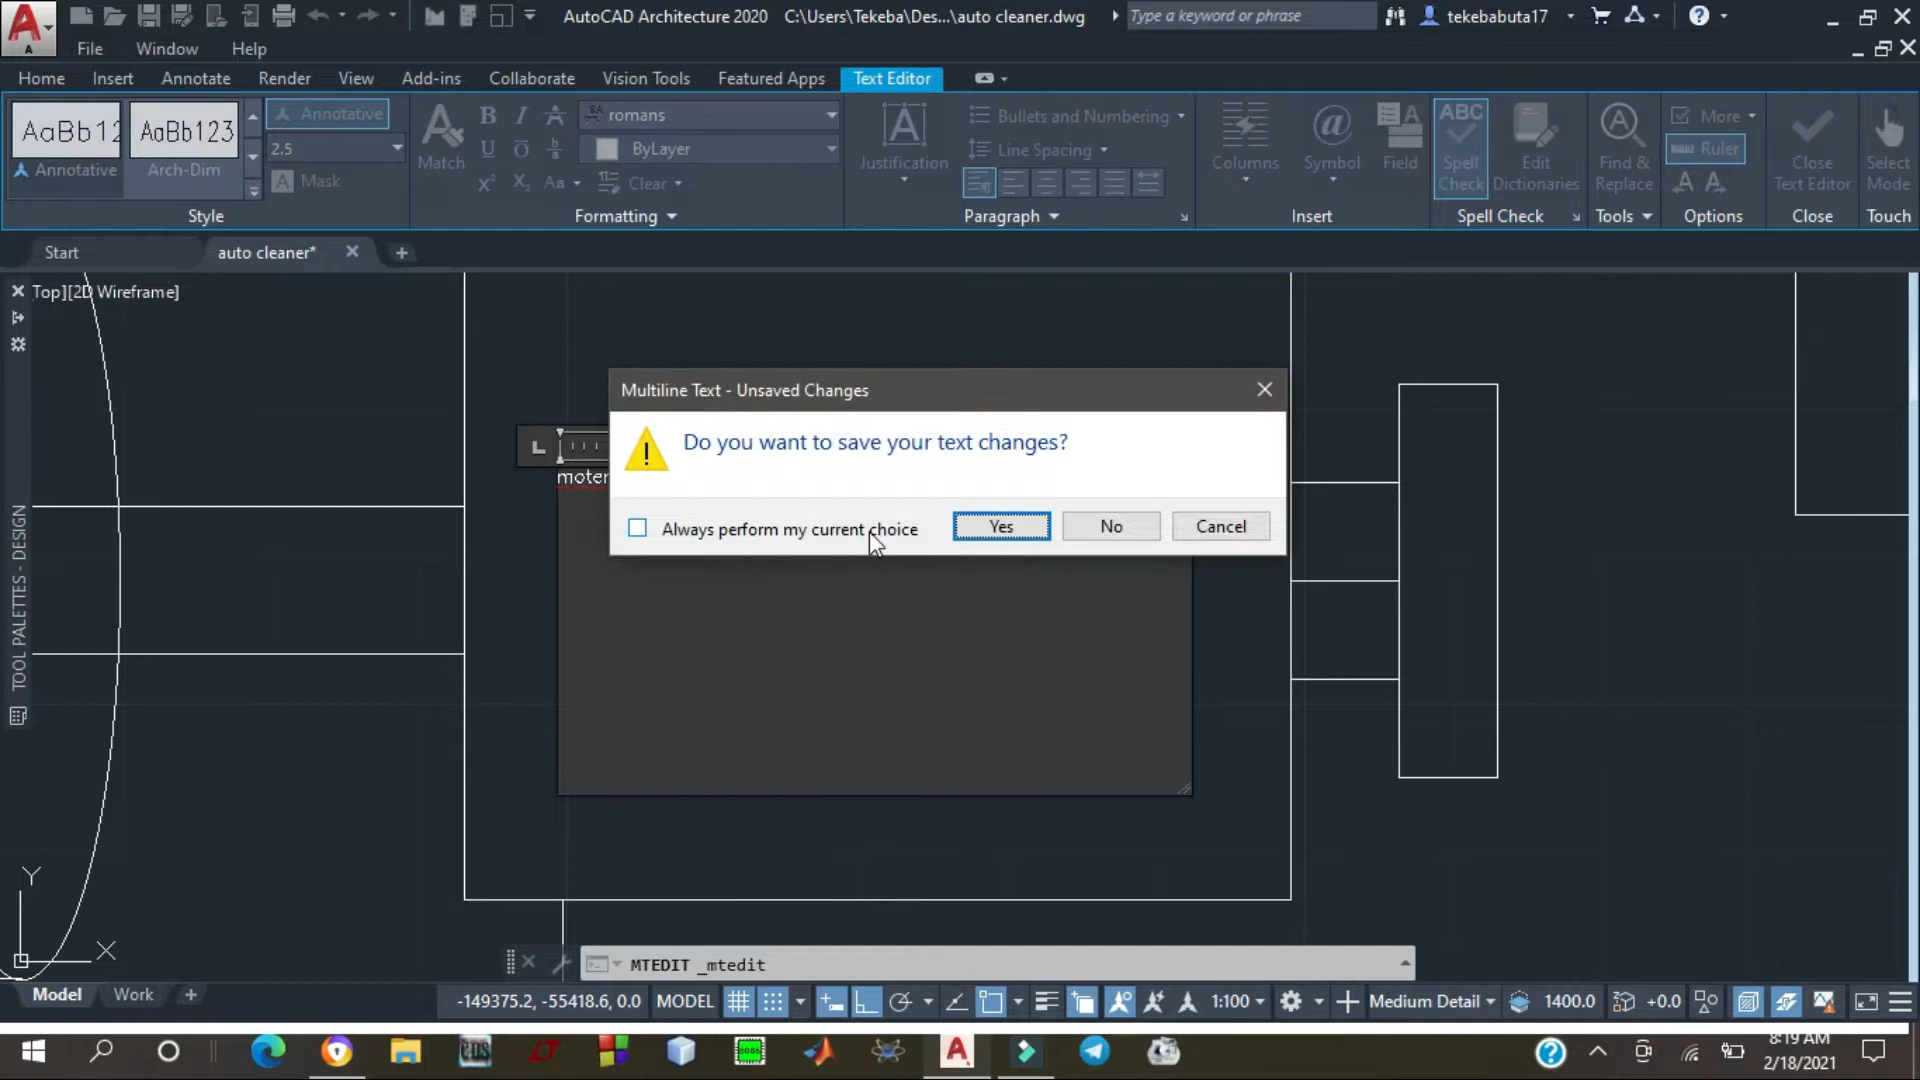 AutoCAD Architecture 2020 C:\Users\Tekeba\Des...\auto cleaner.dwg Type a keyword or phrase tekebabuta17
File Window Help
Home Insert Annotate Render View Add-ins Collaborate Vision Tools Featured Apps Text Editor
AaBb12 AaBb123 Annotative B I A romans Bullets and Numbering ABC More
2.5 Match U O ByLayer Justification Line Spacing Columns Symbol Field Spell Check Edit Dictionaries Find & Replace Ruler Close Text Editor Select Mode
Annotative Arch-Dim Mask X² X₂ Aa Clear
Style Formatting Paragraph Insert Spell Check Tools Options Close Touch
Start auto cleaner*
Top][2D Wireframe]
Multiline Text - Unsaved Changes
Do you want to save your text changes?
moter
Always perform my current choice Yes No Cancel
TOOL PALETTES - DESIGN
Y
X
MTEDIT _mtedit
Model Work -149375.2, -55418.6, 0.0 MODEL 1:100 Medium Detail 1400.0 +0.0
8:19 AM
2/18/2021